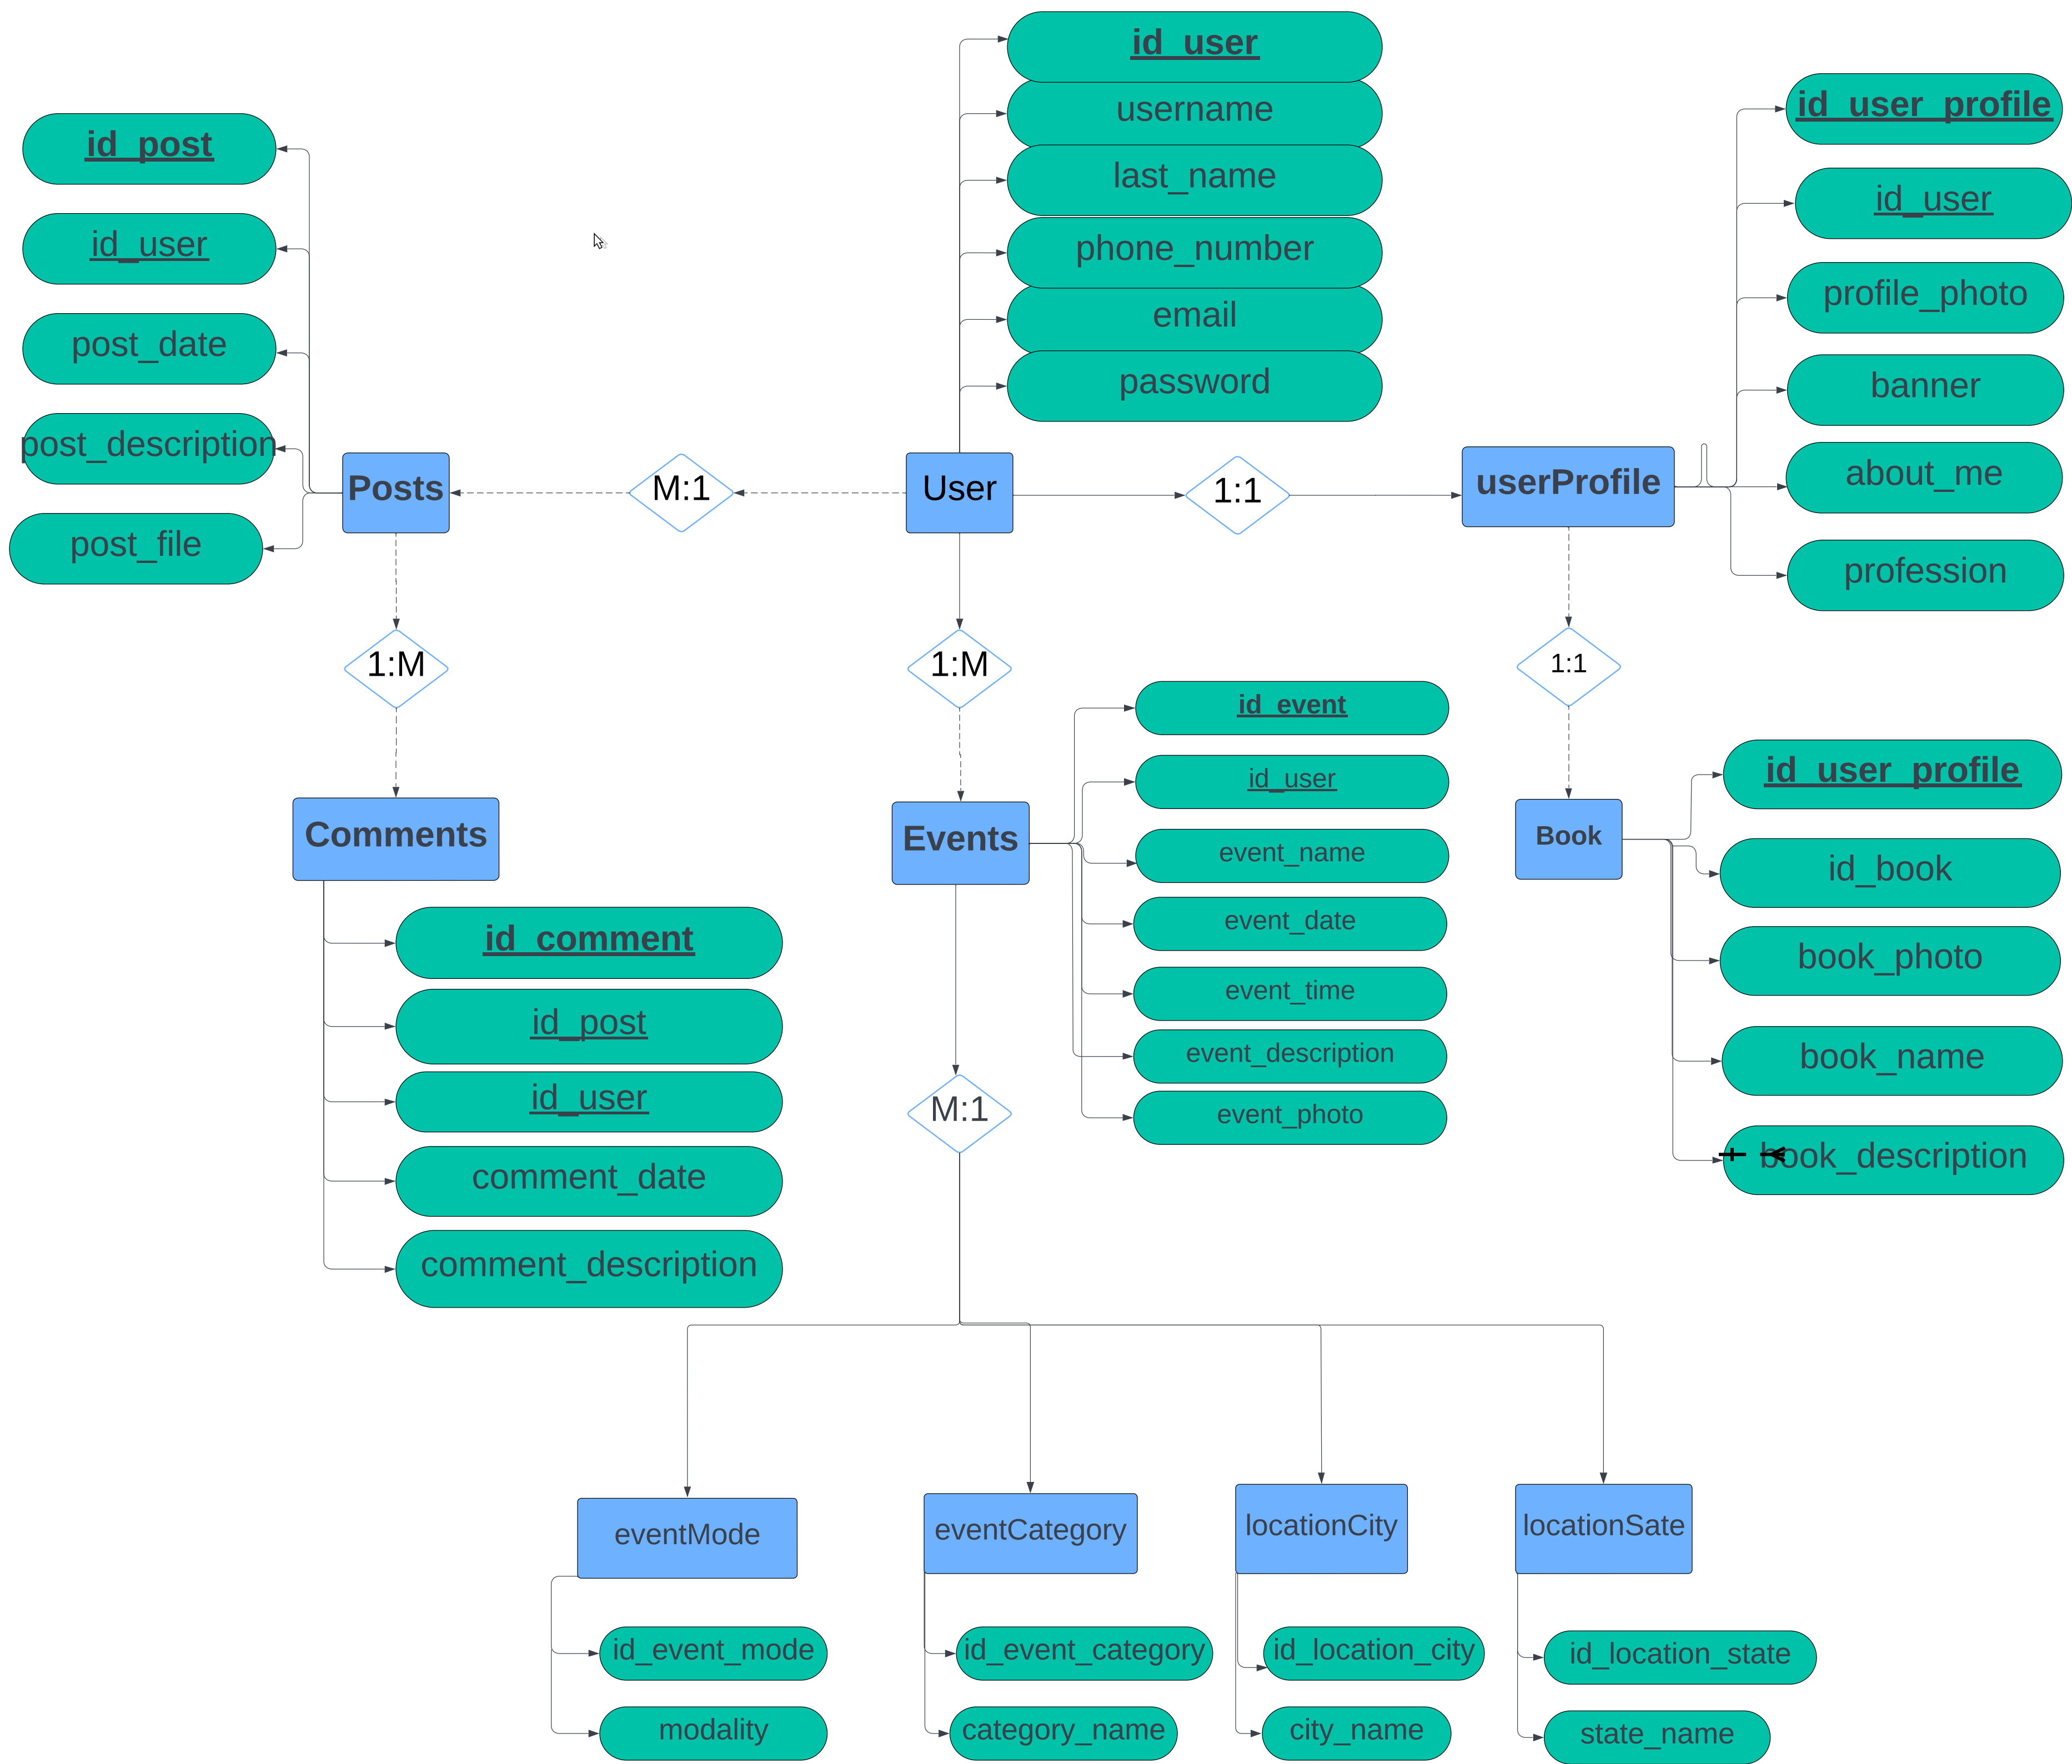 id_user
username
last_name
phone_number
email
password
id_user_profile
id_user
profile_photo
banner
about_me
profession
id_post
id_user
post_date
post_description
post_file
Posts
M:1
User
1:1
userProfile
1:M
1:M
1:1
Comments
id_comment
id_post
id_user
comment_date
comment_description
Events
id_event
id_user
event_name
event_date
event_time
event_description
event_photo
M:1
Book
id_user_profile
id_book
book_photo
book_name
book_description
eventMode
id_event_mode
modality
eventCategory
id_event_category
category_name
locationCity
id_location_city
city_name
locationSate
id_location_state
state_name